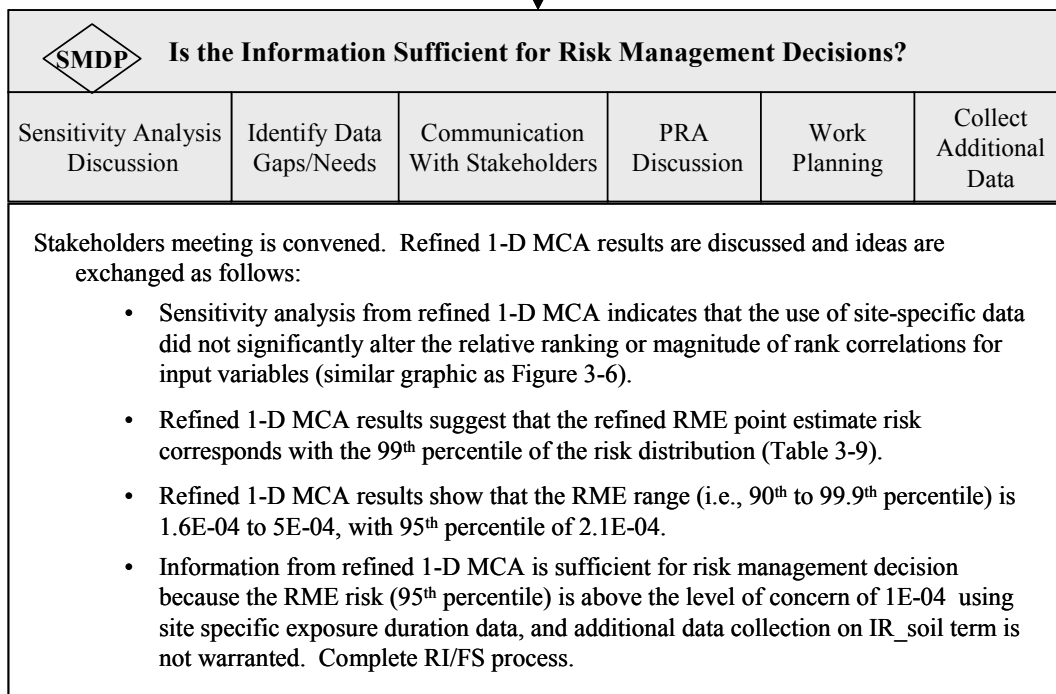 SMDP Is the Information Sufficient for Risk Management Decisions?
Sensitivity Analysis
Discussion
Identify Data
Gaps/Needs
Communication
With Stakeholders
PRA
Discussion
Work
Planning
Collect
Additional
Data
Stakeholders meeting is convened. Refined 1-D MCA results are discussed and ideas are
exchanged as follows:
• Sensitivity analysis from refined 1-D MCA indicates that the use of site-specific data
did not significantly alter the relative ranking or magnitude of rank correlations for
input variables (similar graphic as Figure 3-6).
• Refined 1-D MCA results suggest that the refined RME point estimate risk
corresponds with the 99th percentile of the risk distribution (Table 3-9).
• Refined 1-D MCA results show that the RME range (i.e., 90th to 99.9th percentile) is
1.6E-04 to 5E-04, with 95th percentile of 2.1E-04.
• Information from refined 1-D MCA is sufficient for risk management decision
because the RME risk (95th percentile) is above the level of concern of 1E-04 using
site specific exposure duration data, and additional data collection on IR_soil term is
not warranted. Complete RI/FS process.